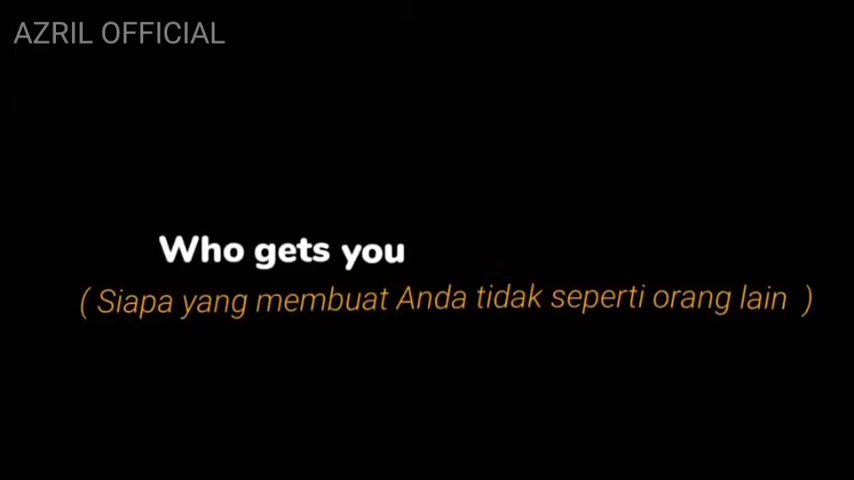 AZRIL OFFICIAL
Who gets you
( Siapa yang membuat Anda tidak seperti orang lain )